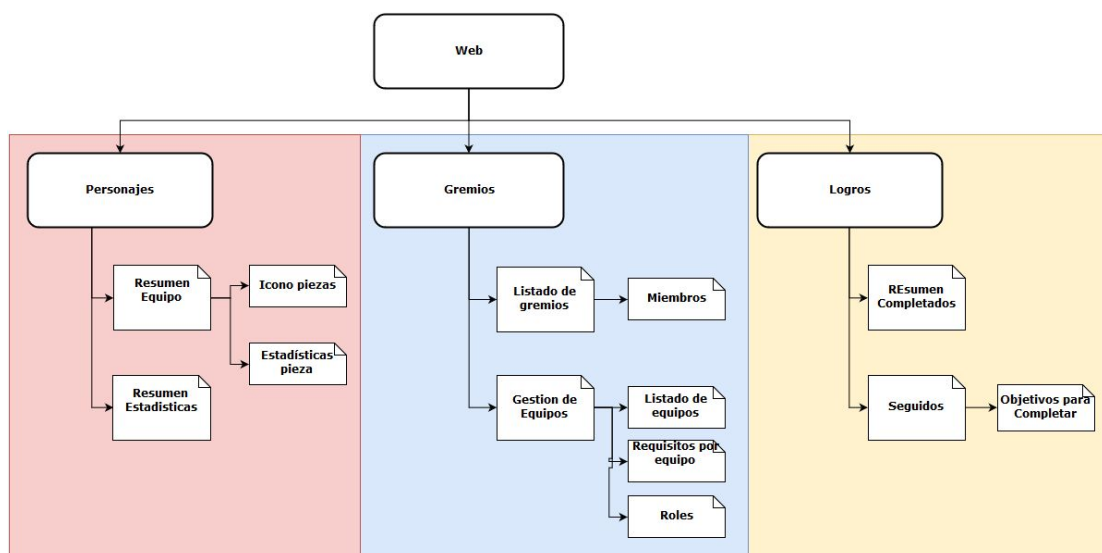 Web
Personajes
Gremios
Logros
Resumen
Equipo
Icono piezas
Estadísticas
pieza
Resumen
Estadisticas
Listado de
gremios
Miembros
Gestion de
Equipos
Listado de
equipos
Requisitos por
equipo
Roles
REsumen
Completados
Seguidos
Objetivos para
Completar